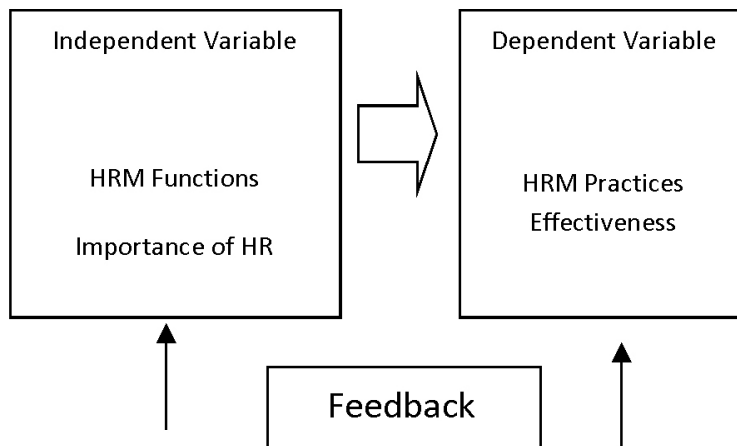 Independent Variable
HRM Functions
Importance of HR
Dependent Variable
HRM Practices
Effectiveness
Feedback